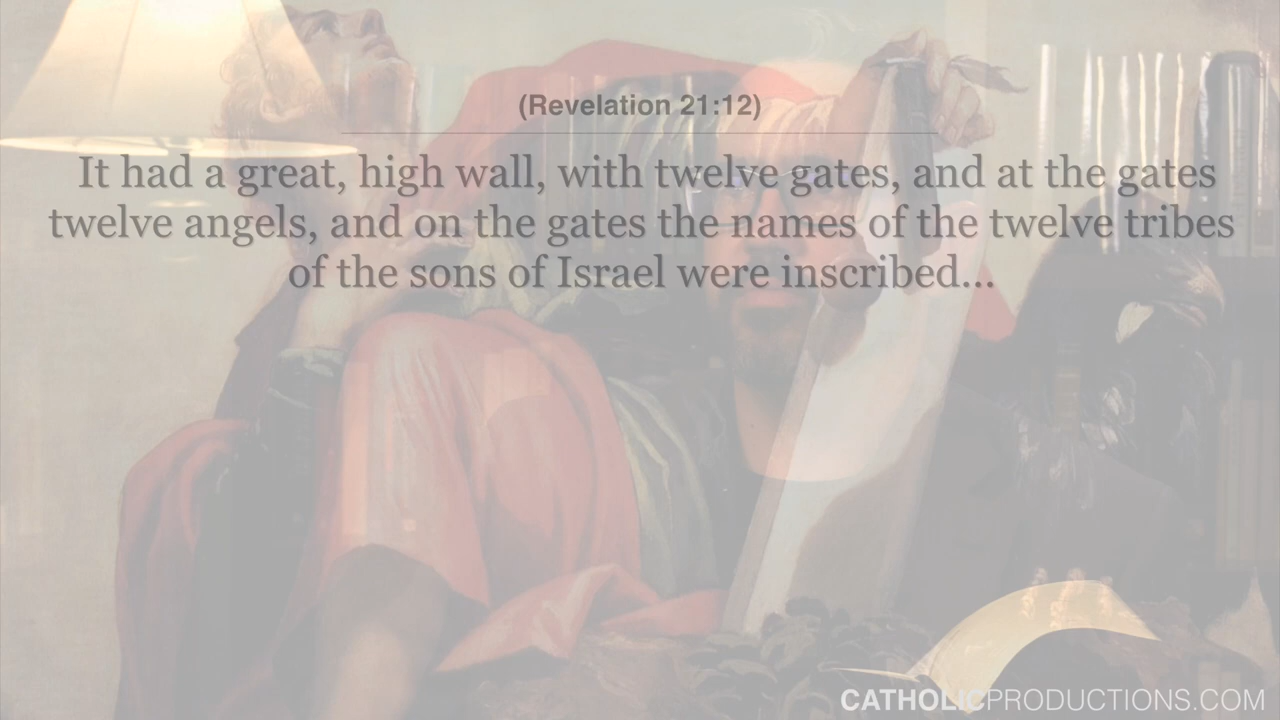 (Revelation 21:12)
It had a great, high wall, with twelve gates, and at the gates
twelve angels, and on the gates the names of the twelve tribes
of the sons of Israel were inscribed...
CATHOLICPRODUCTIONS.COM